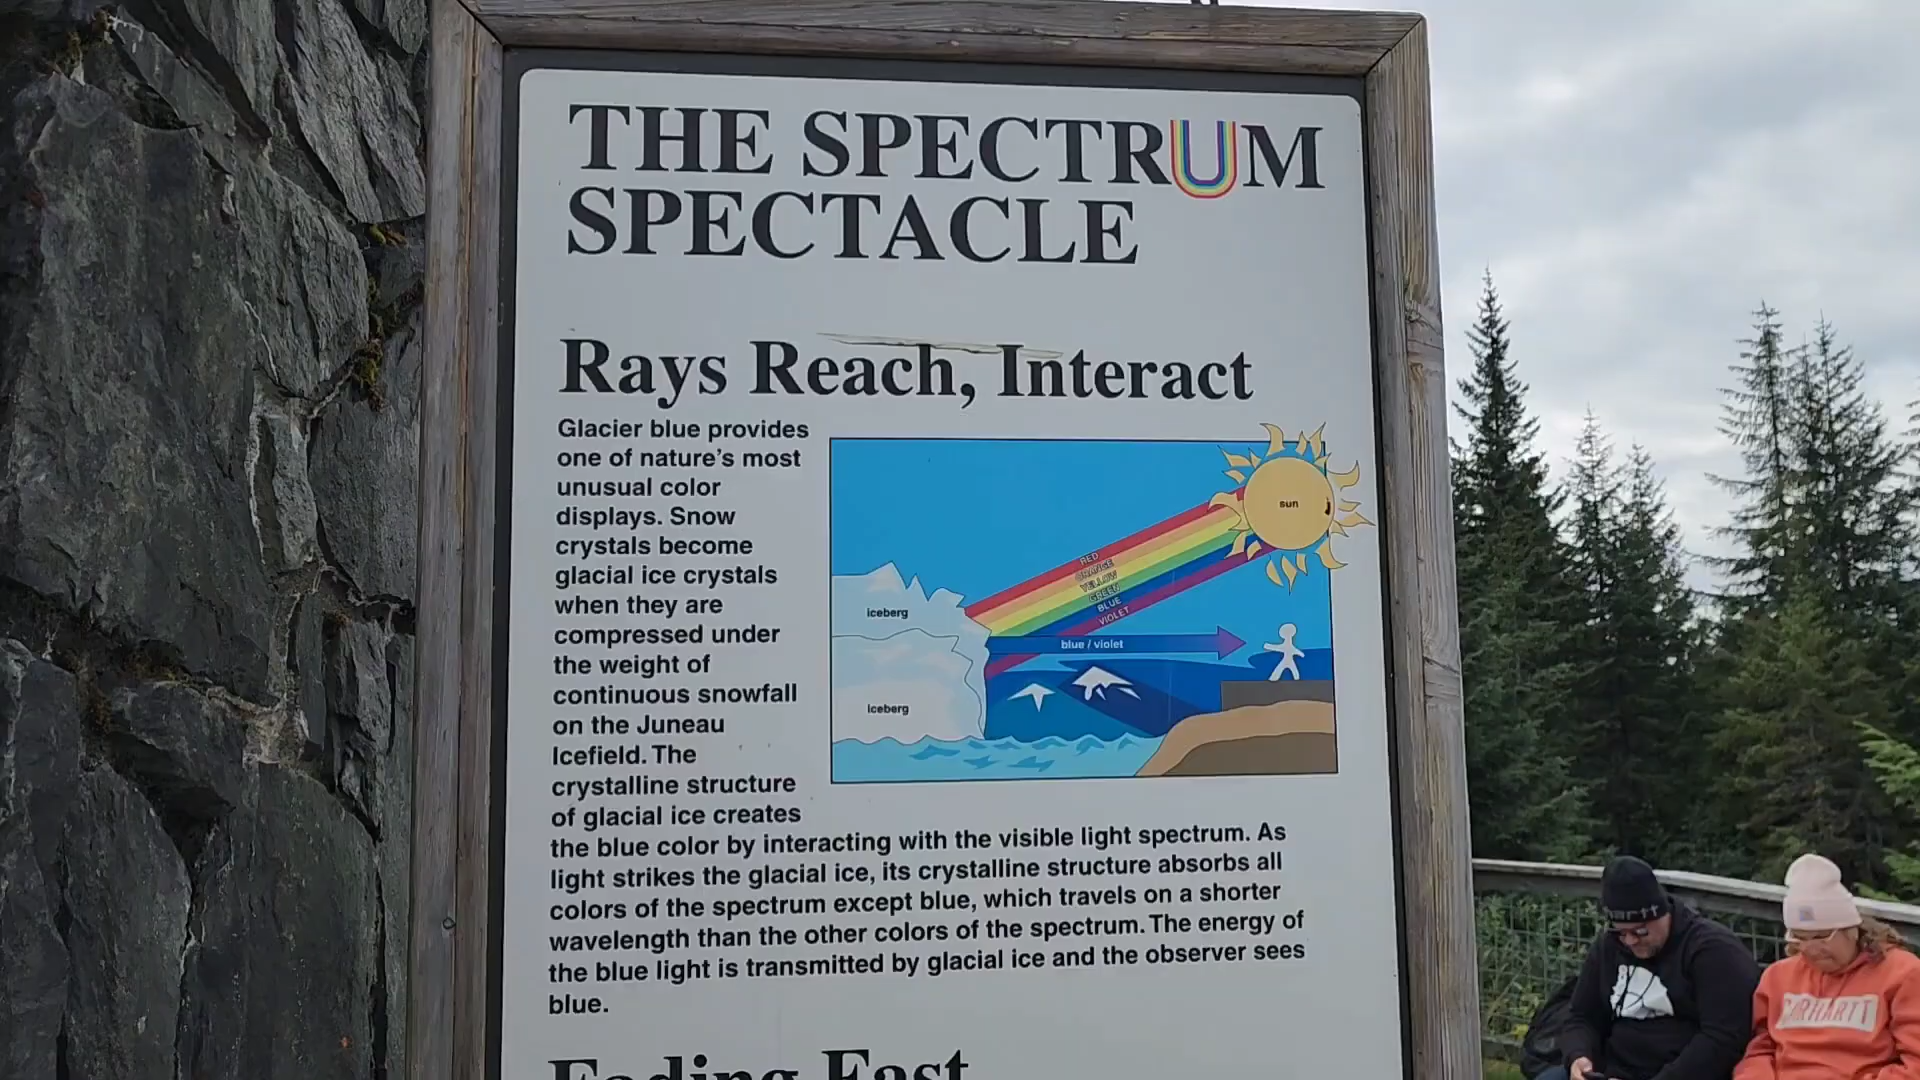 THE SPECTRUM
SPECTACLE
Rays Reach, Interact
Glacier blue provides
one of nature's most
unusual color
displays. Snow
crystals become
glacial ice crystals
when they are
compressed under
the weight of
continuous snowfall
on the Juneau
Icefield. The
crystalline structure
of glacial ice creates
the blue color by interacting with the visible light spectrum. As
light strikes the glacial ice, its crystalline structure absorbs all
colors of the spectrum except blue, which travels on a shorter
wavelength than the other colors of the spectrum. The energy of
the blue light is transmitted by glacial ice and the observer sees
blue.
sun
RED
ORANGE
YELLOW
GREEN
BLUE
VIOLET
iceberg
blue / violet
iceberg
Fading Fast
CARHARTT